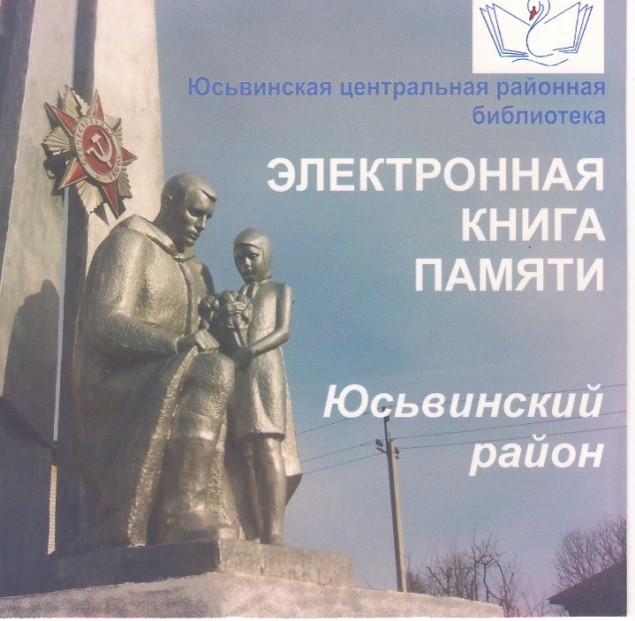 Юсьвинская центральная районная
библиотека
ЭЛЕКТРОННАЯ
КНИГА
ПАМЯТИ
Юсьвинский
район